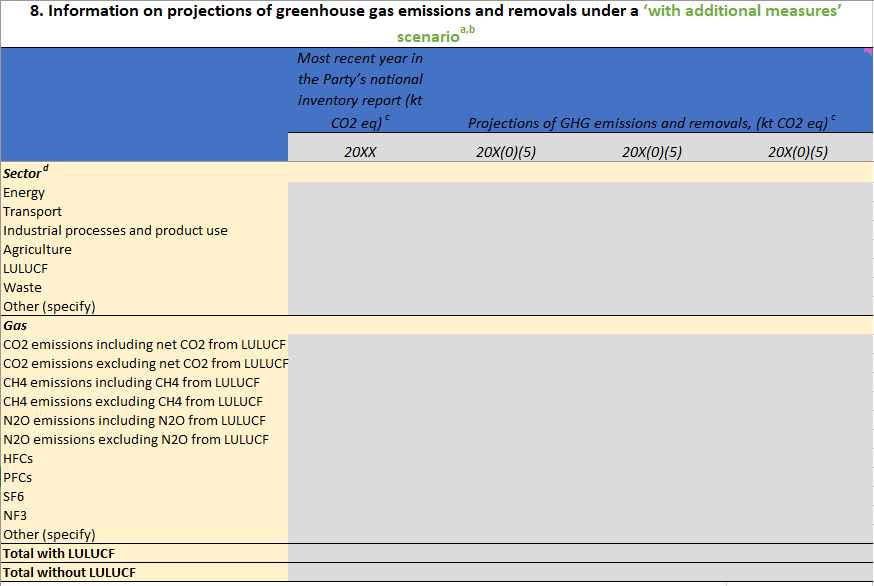 8. Information on projections of greenhouse gas emissions and removals under a ‘with additional measures’
scenario a,b
Most recent year in
the Party’s national
inventory report (kt
CO2 eq) c
Projections of GHG emissions and removals, (kt CO2 eq) c
20XX 20X(0)(5) 20X(0)(5) 20X(0)(5)
Sector d
Energy
Transport
Industrial processes and product use
Agriculture
LULUCF
Waste
Other (specify)
Gas
CO2 emissions including net CO2 from LULUCF
CO2 emissions excluding net CO2 from LULUCF
CH4 emissions including CH4 from LULUCF
CH4 emissions excluding CH4 from LULUCF
N2O emissions including N2O from LULUCF
N2O emissions excluding N2O from LULUCF
HFCs
PFCs
SF6
NF3
Other (specify)
Total with LULUCF
Total without LULUCF